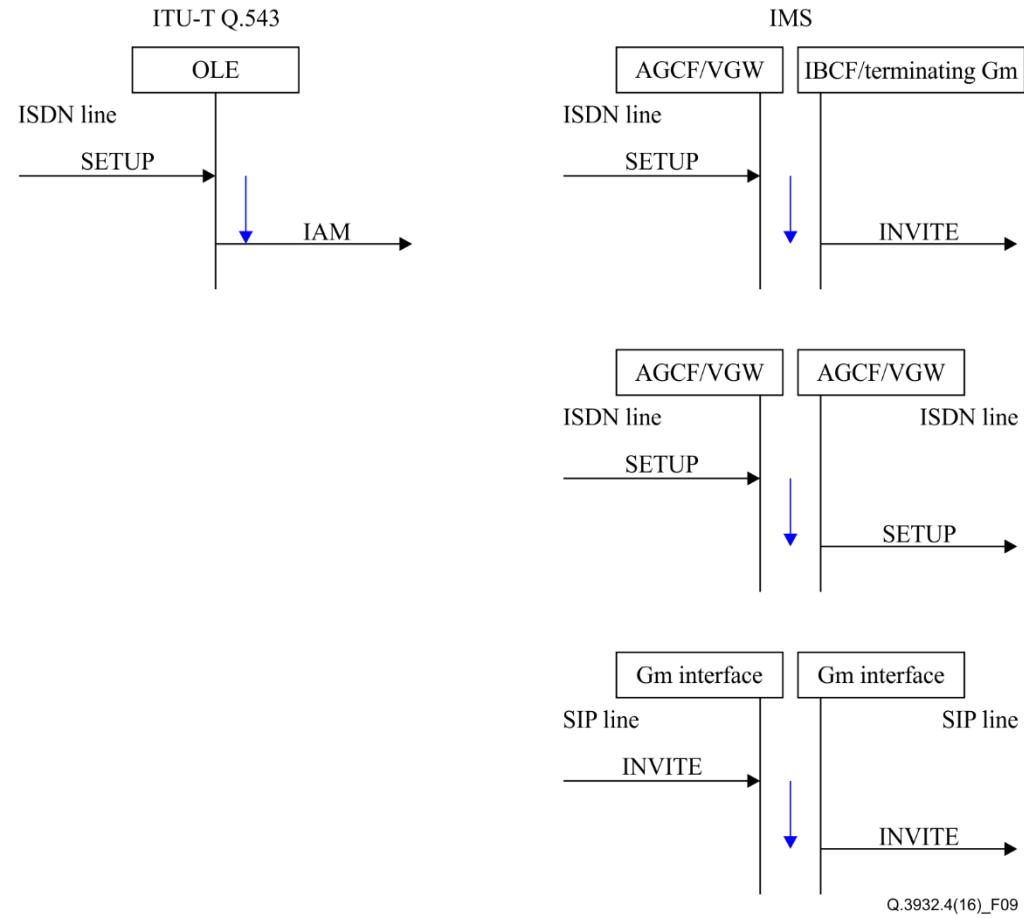 ITU-T Q.543
IMS
OLE
AGCF/VGW
IBCF/terminating Gm
ISDN line
ISDN line
SETUP
SETUP
IAM
INVITE
AGCF/VGW
AGCF/VGW
ISDN line
ISDN line
SETUP
SETUP
Gm interface
Gm interface
SIP line
SIP line
INVITE
INVITE
Q.3932.4(16)_F09